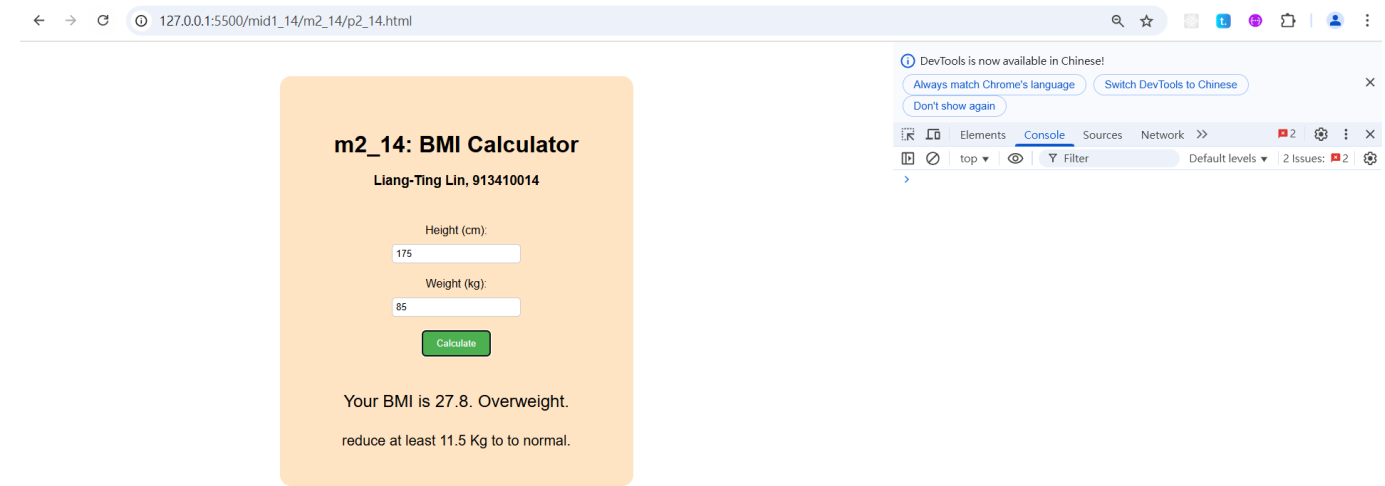 127.0.0.1:5500/mid1_14/m2_14/p2_14.html
t.
DevTools is now available in Chinese!
Always match Chrome's language
Switch DevTools to Chinese
Don't show again
Elements Console Sources Network 2
top Filter Default levels 2 Issues: 2
m2_14: BMI Calculator
Liang-Ting Lin, 913410014
Height (cm):
175
Weight (kg):
85
Calculate
Your BMI is 27.8. Overweight.
reduce at least 11.5 Kg to to normal.